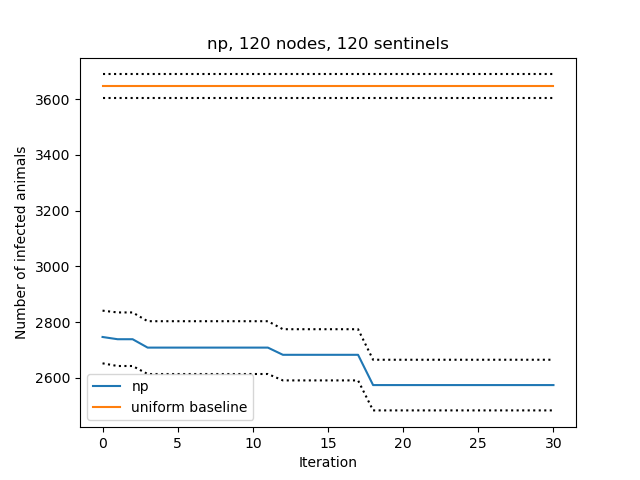 np, 120 nodes, 120 sentinels
Number of infected animals
3600
3400
3200
3000
2800
2600
np
uniform baseline
0 5 10 15 20 25 30
Iteration